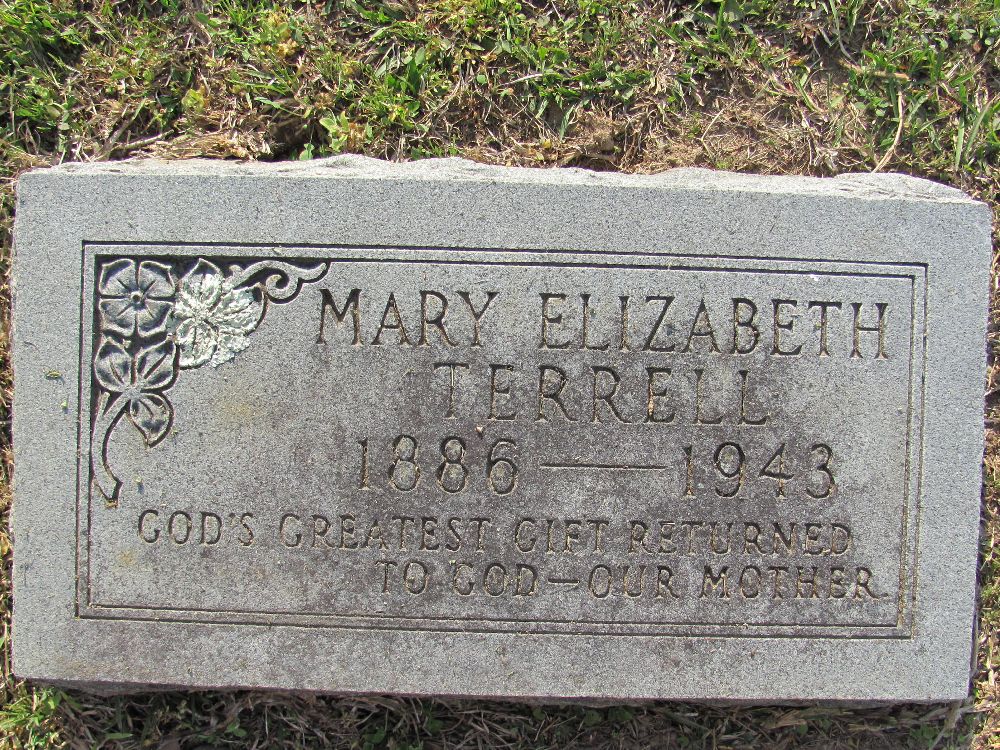 MARY ELIZABETH
TERRELL
1886 — 1943
GOD'S GREATEST GIFT RETURNED
TO GOD — OUR MOTHER